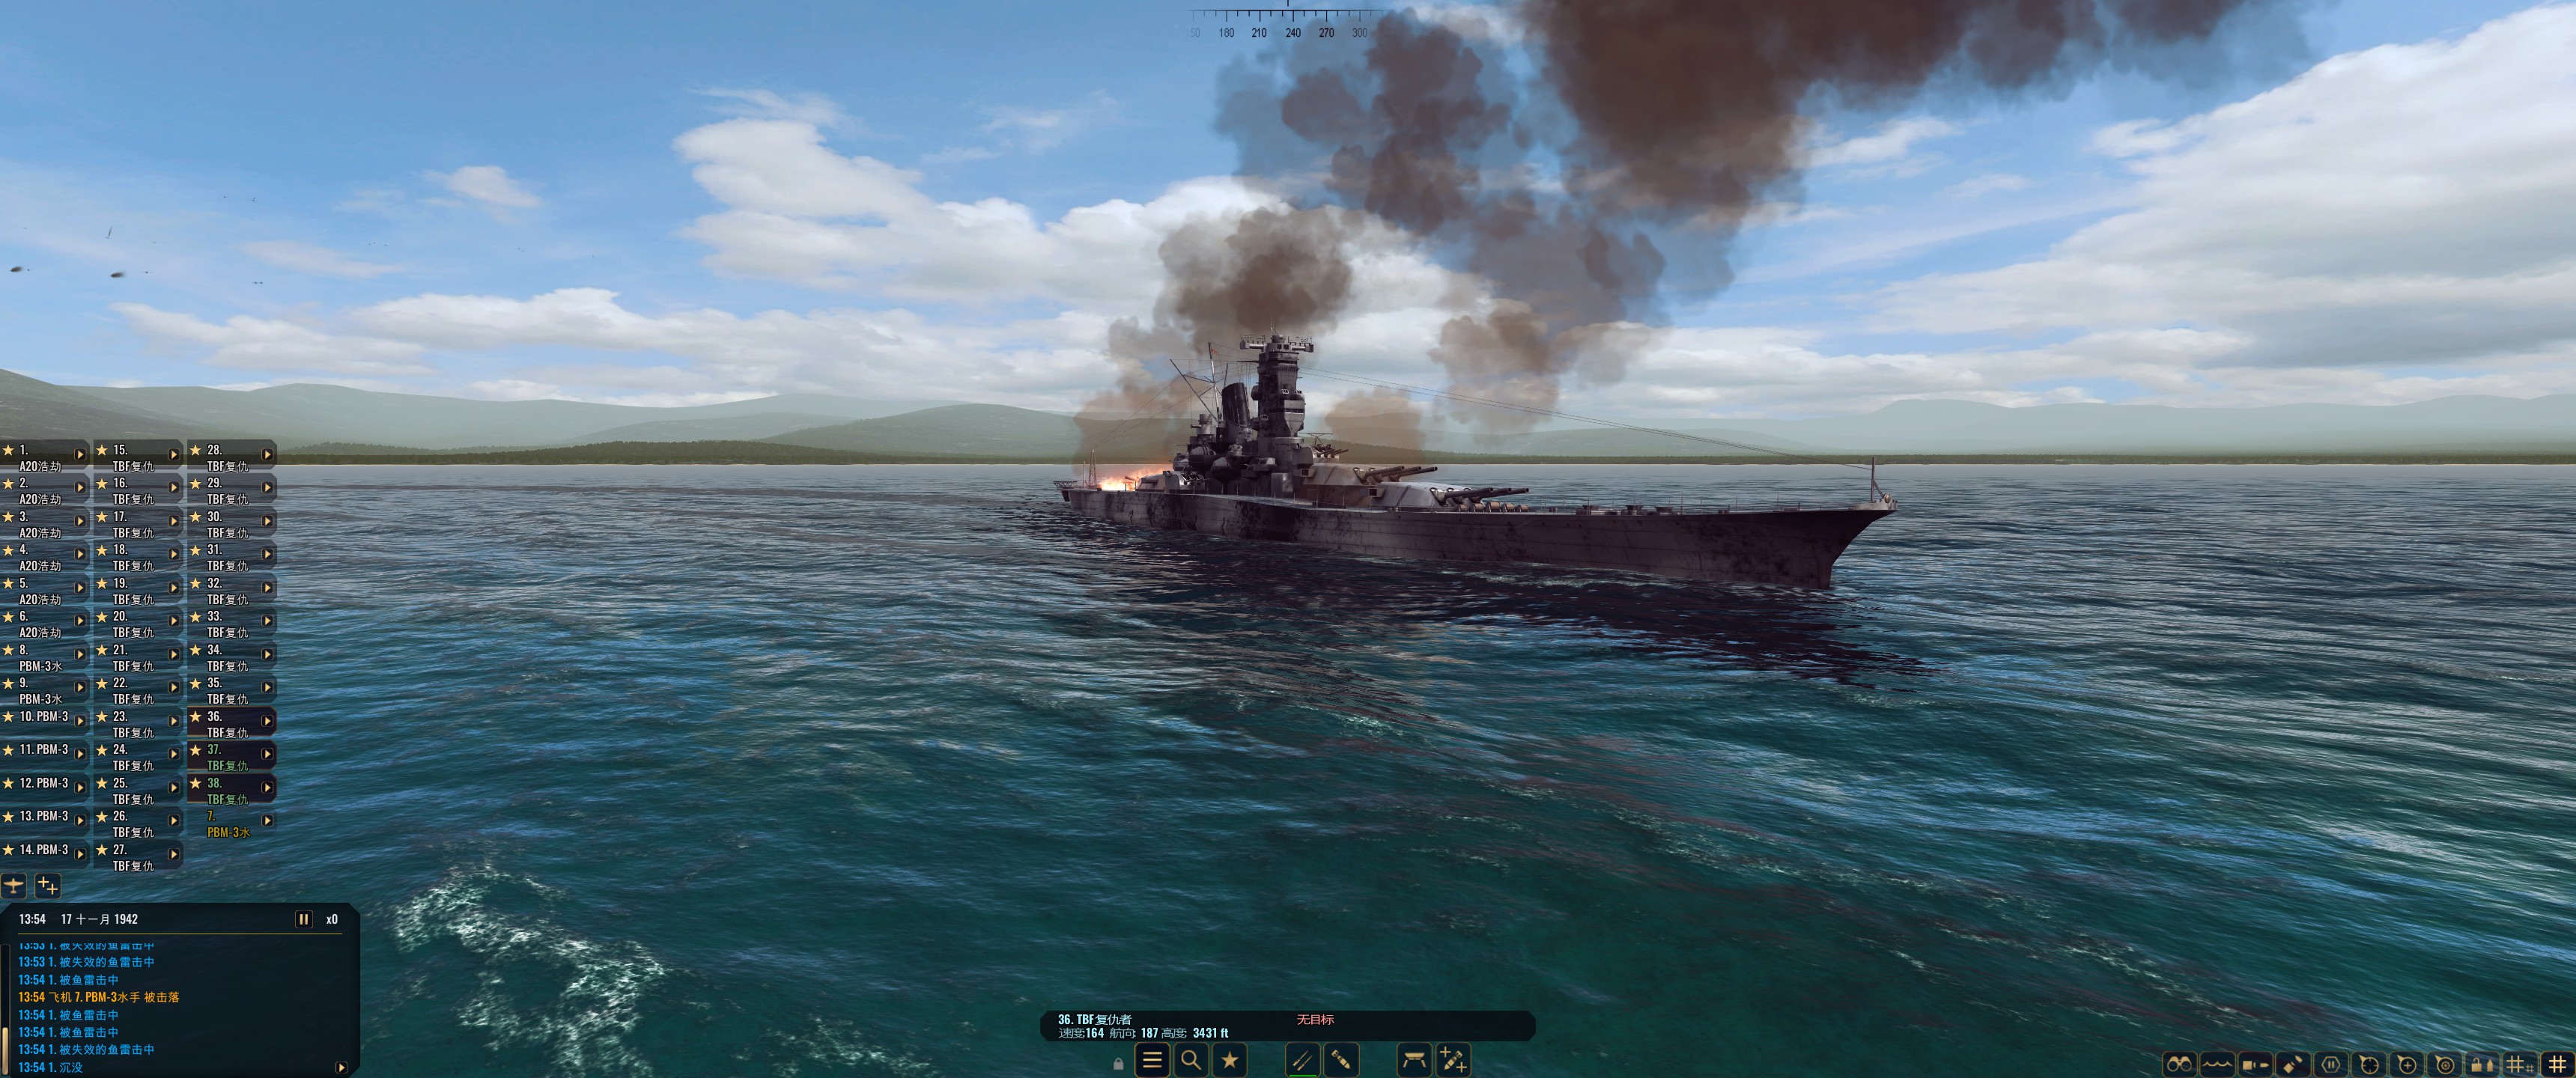 180 210 240 270 300
1.
A20浩劫
2.
A20浩劫
3.
A20浩劫
4.
A20浩劫
5.
A20浩劫
6.
A20浩劫
8.
PBM-3水
9.
PBM-3水
10. PBM-3
11. PBM-3
12. PBM-3
13. PBM-3
14. PBM-3
15.
TBF复仇
16.
TBF复仇
17.
TBF复仇
18.
TBF复仇
19.
TBF复仇
20.
TBF复仇
21.
TBF复仇
22.
TBF复仇
23.
TBF复仇
24.
TBF复仇
25.
TBF复仇
26.
TBF复仇
27.
TBF复仇
28.
TBF复仇
29.
TBF复仇
30.
TBF复仇
31.
TBF复仇
32.
TBF复仇
33.
TBF复仇
34.
TBF复仇
35.
TBF复仇
36.
TBF复仇
37.
TBF复仇
38.
TBF复仇
7.
PBM-3水
13:54 17 十一月 1942 x0
13:53 1. 被失效的鱼雷击中
13:53 1. 被失效的鱼雷击中
13:54 1. 被鱼雷击中
13:54 飞机 7. PBM-3水手 被击落
13:54 1. 被鱼雷击中
13:54 1. 被鱼雷击中
13:54 1. 被失效的鱼雷击中
13:54 1. 沉没
36. TBF复仇者 无目标
速度164 航向: 187 高度: 3431 ft